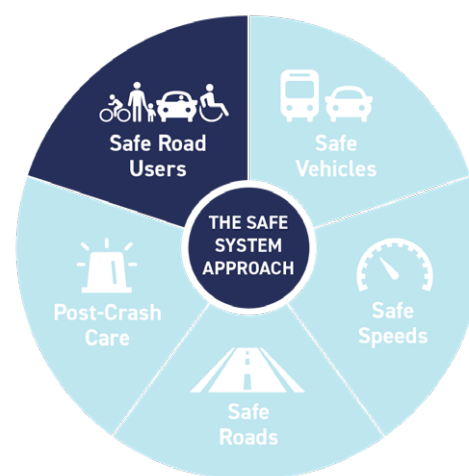 Safe Road
Users
Safe
Vehicles
THE SAFE
SYSTEM
APPROACH
Post-Crash
Care
Safe
Speeds
Safe
Roads